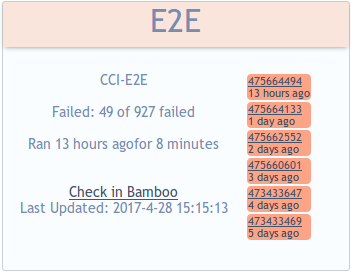 E2E
CCI-E2E
Failed: 49 of 927 failed
Ran 13 hours agofor 8 minutes
Check in Bamboo
Last Updated: 2017-4-28 15:15:13
475664494
13 hours ago
475664133
1 day ago
475662552
2 days ago
475660601
3 days ago
473433647
4 days ago
473433469
5 days ago